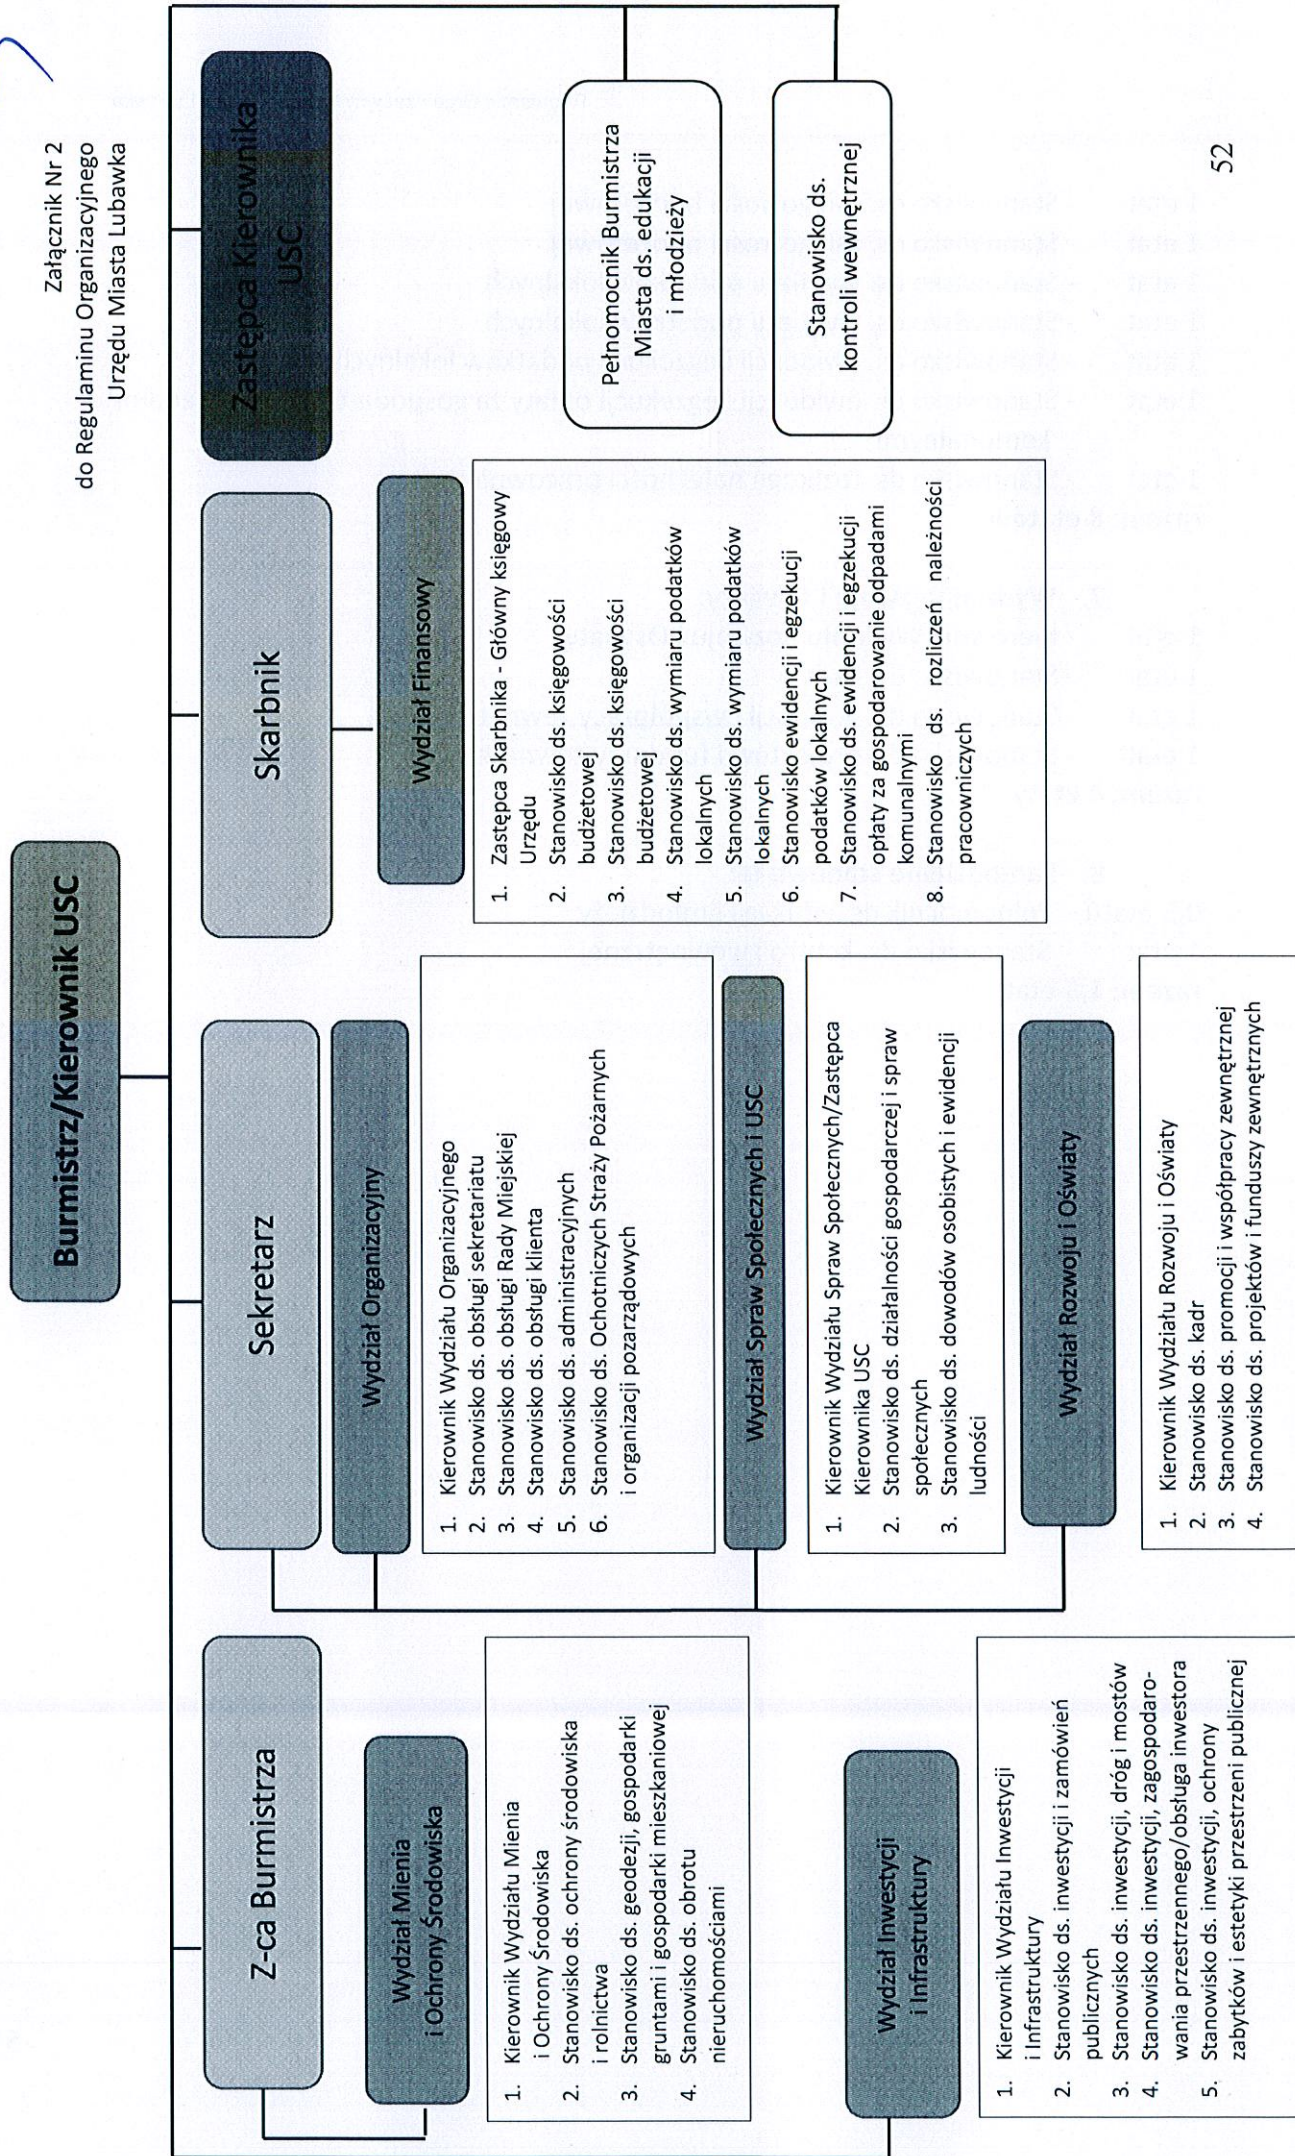 Załącznik Nr 2
do Regulaminu Organizacyjnego
Urzędu Miasta Lubawka
Burmistrz/Kierownik USC
Z-ca Burmistrza
Wydział Mienia
i Ochrony Środowiska
1. Kierownik Wydziału Mienia
i Ochrony Środowiska
2. Stanowisko ds. ochrony środowiska
i rolnictwa
3. Stanowisko ds. geodezji, gospodarki
gruntami i gospodarki mieszkaniowej
4. Stanowisko ds. obrotu
nieruchomościami
Wydział Inwestycji
i Infrastruktury
1. Kierownik Wydziału Inwestycji
i Infrastruktury
2. Stanowisko ds. inwestycji i zamówień
publicznych
3. Stanowisko ds. inwestycji, dróg i mostów
4. Stanowisko ds. inwestycji, zagospodaro-
wania przestrzennego/obsługa inwestora
5. Stanowisko ds. inwestycji, ochrony
zabytków i estetyki przestrzeni publicznej
Sekretarz
Wydział Organizacyjny
1. Kierownik Wydziału Organizacyjnego
2. Stanowisko ds. obsługi sekretariatu
3. Stanowisko ds. obsługi Rady Miejskiej
4. Stanowisko ds. obsługi klienta
5. Stanowisko ds. administracyjnych
6. Stanowisko ds. Ochotniczych Straży Pożarnych
i organizacji pozarządowych
Wydział Spraw Społecznych i USC
1. Kierownik Wydziału Spraw Społecznych/Zastępca
Kierownika USC
2. Stanowisko ds. działalności gospodarczej i spraw
społecznych
3. Stanowisko ds. dowodów osobistych i ewidencji
ludności
Wydział Rozwoju i Oświaty
1. Kierownik Wydziału Rozwoju i Oświaty
2. Stanowisko ds. kadr
3. Stnowisko ds. promocji i współpracy zewnętrznej
4. Stanowisko ds. projektów i funduszy zewnętrznych
Skarbnik
Wydział Finansowy
1. Zastępca Skarbnika - Główny księgowy
Urzędu
2. Stanowisko ds. księgowości
budżetowej
3. Stanowisko ds. księgowości
budżetowej
4. Stanowisko ds. wymiaru podatków
lokalnych
5. Stanowisko ds. wymiaru podatków
lokalnych
6. Stanowisko ewidencji i egzekucji
podatków lokalnych
7. Stanowisko ds. ewidencji i egzekucji
opłaty za gospodarowanie odpadami
komunalnymi
8. Stanowisko ds. rozliczeń należności
pracowniczych
Zastępca Kierownika
USC
Pełnomocnik Burmistrza
Miasta ds. edukacji
i młodzieży
Stanowisko ds.
kontroli wewnętrznej
52